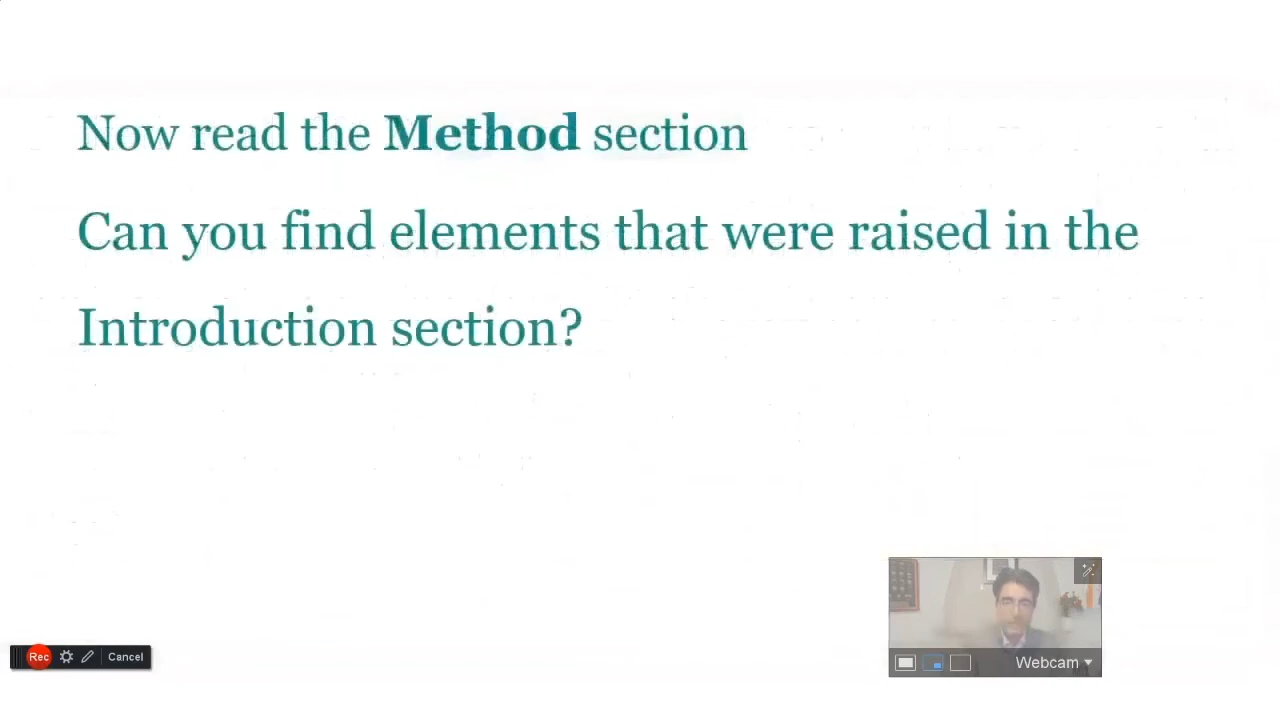 Now read the Method section
Can you find elements that were raised in the
Introduction section?
Rec Cancel
Webcam